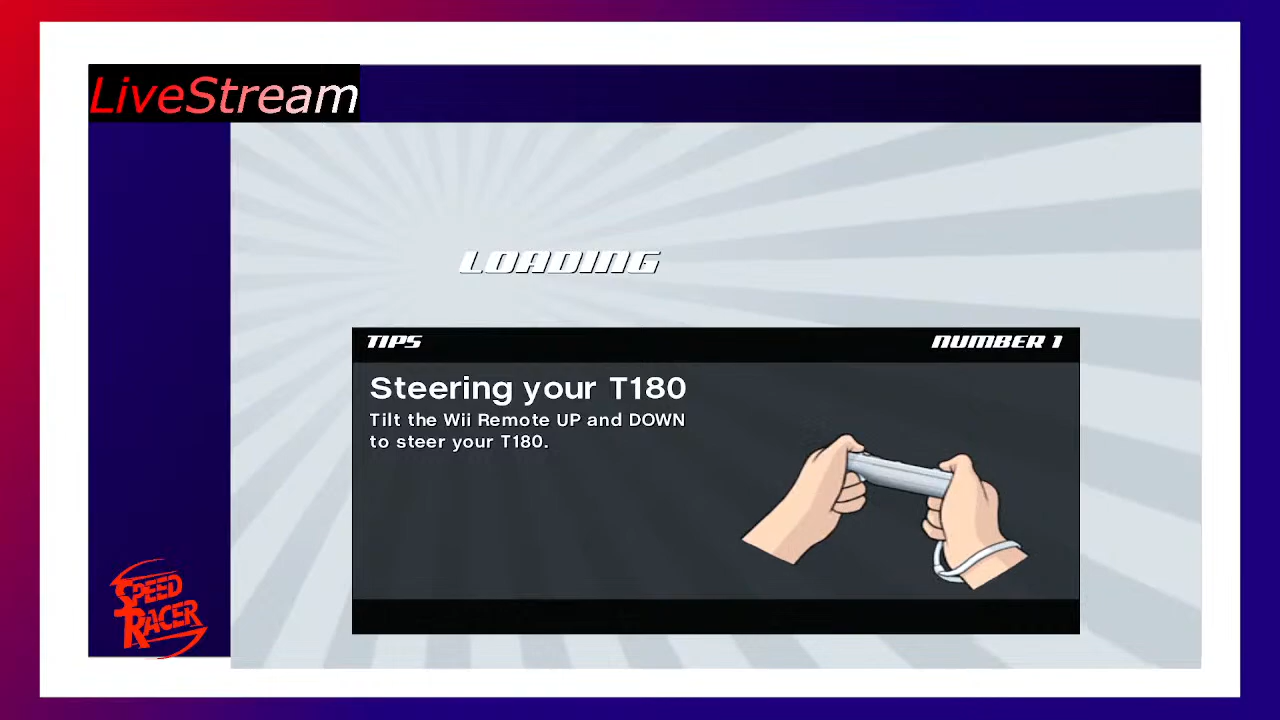 LiveStream
LOADING
TIPS
NUMBER 1
Steering your T180
Tilt the Wii Remote UP and DOWN
to steer your T180.
SPEED
RACER